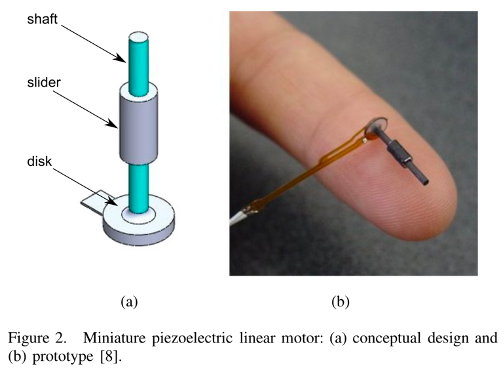 shaft
slider
disk
(a)
(b)
Figure 2. Miniature piezoelectric linear motor: (a) conceptual design and
(b) prototype [8].